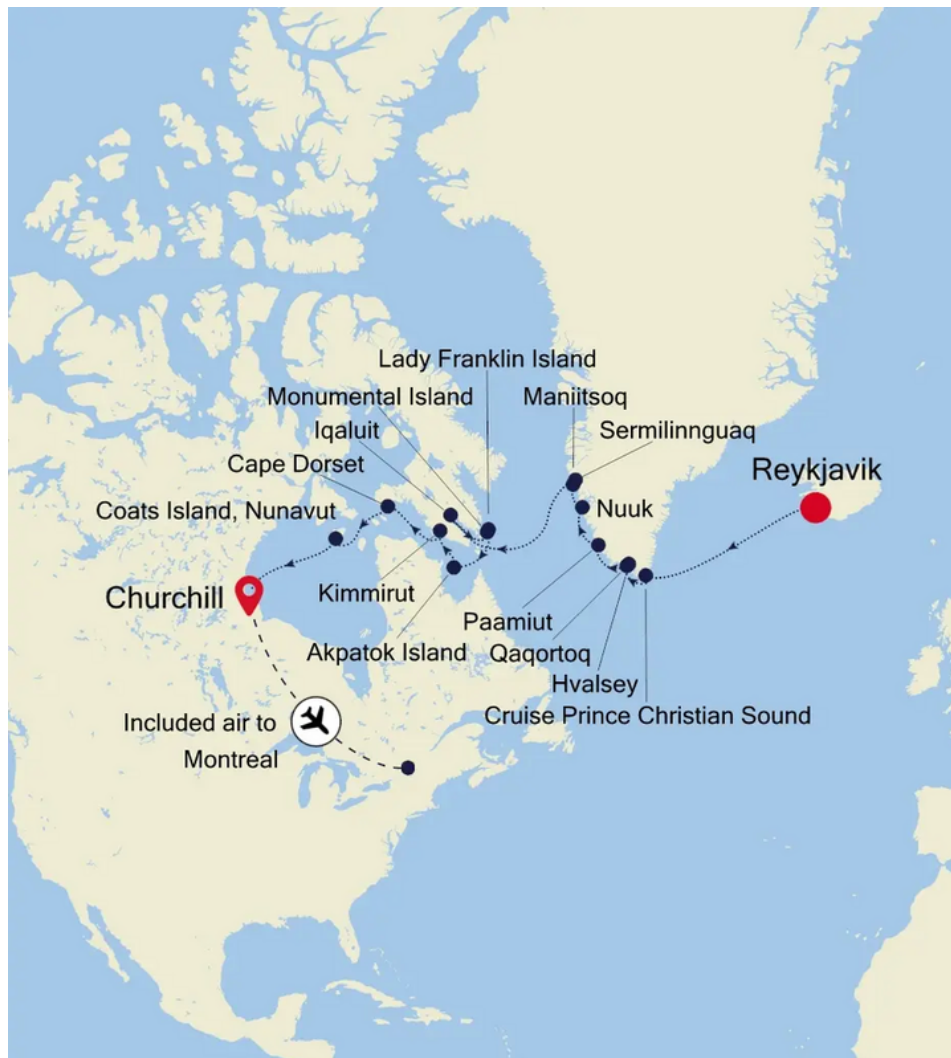 Lady Franklin Island
Monumental Island
Maniitsoq
Iqaluit
Sermilinnguaq
Cape Dorset
Reykjavik
Coats Island, Nunavut
Nuuk
Kimmirut
Churchill
Paamiut
Akpatok Island
Qaqortoq
Hvalsey
Cruise Prince Christian Sound
Included air to
Montreal